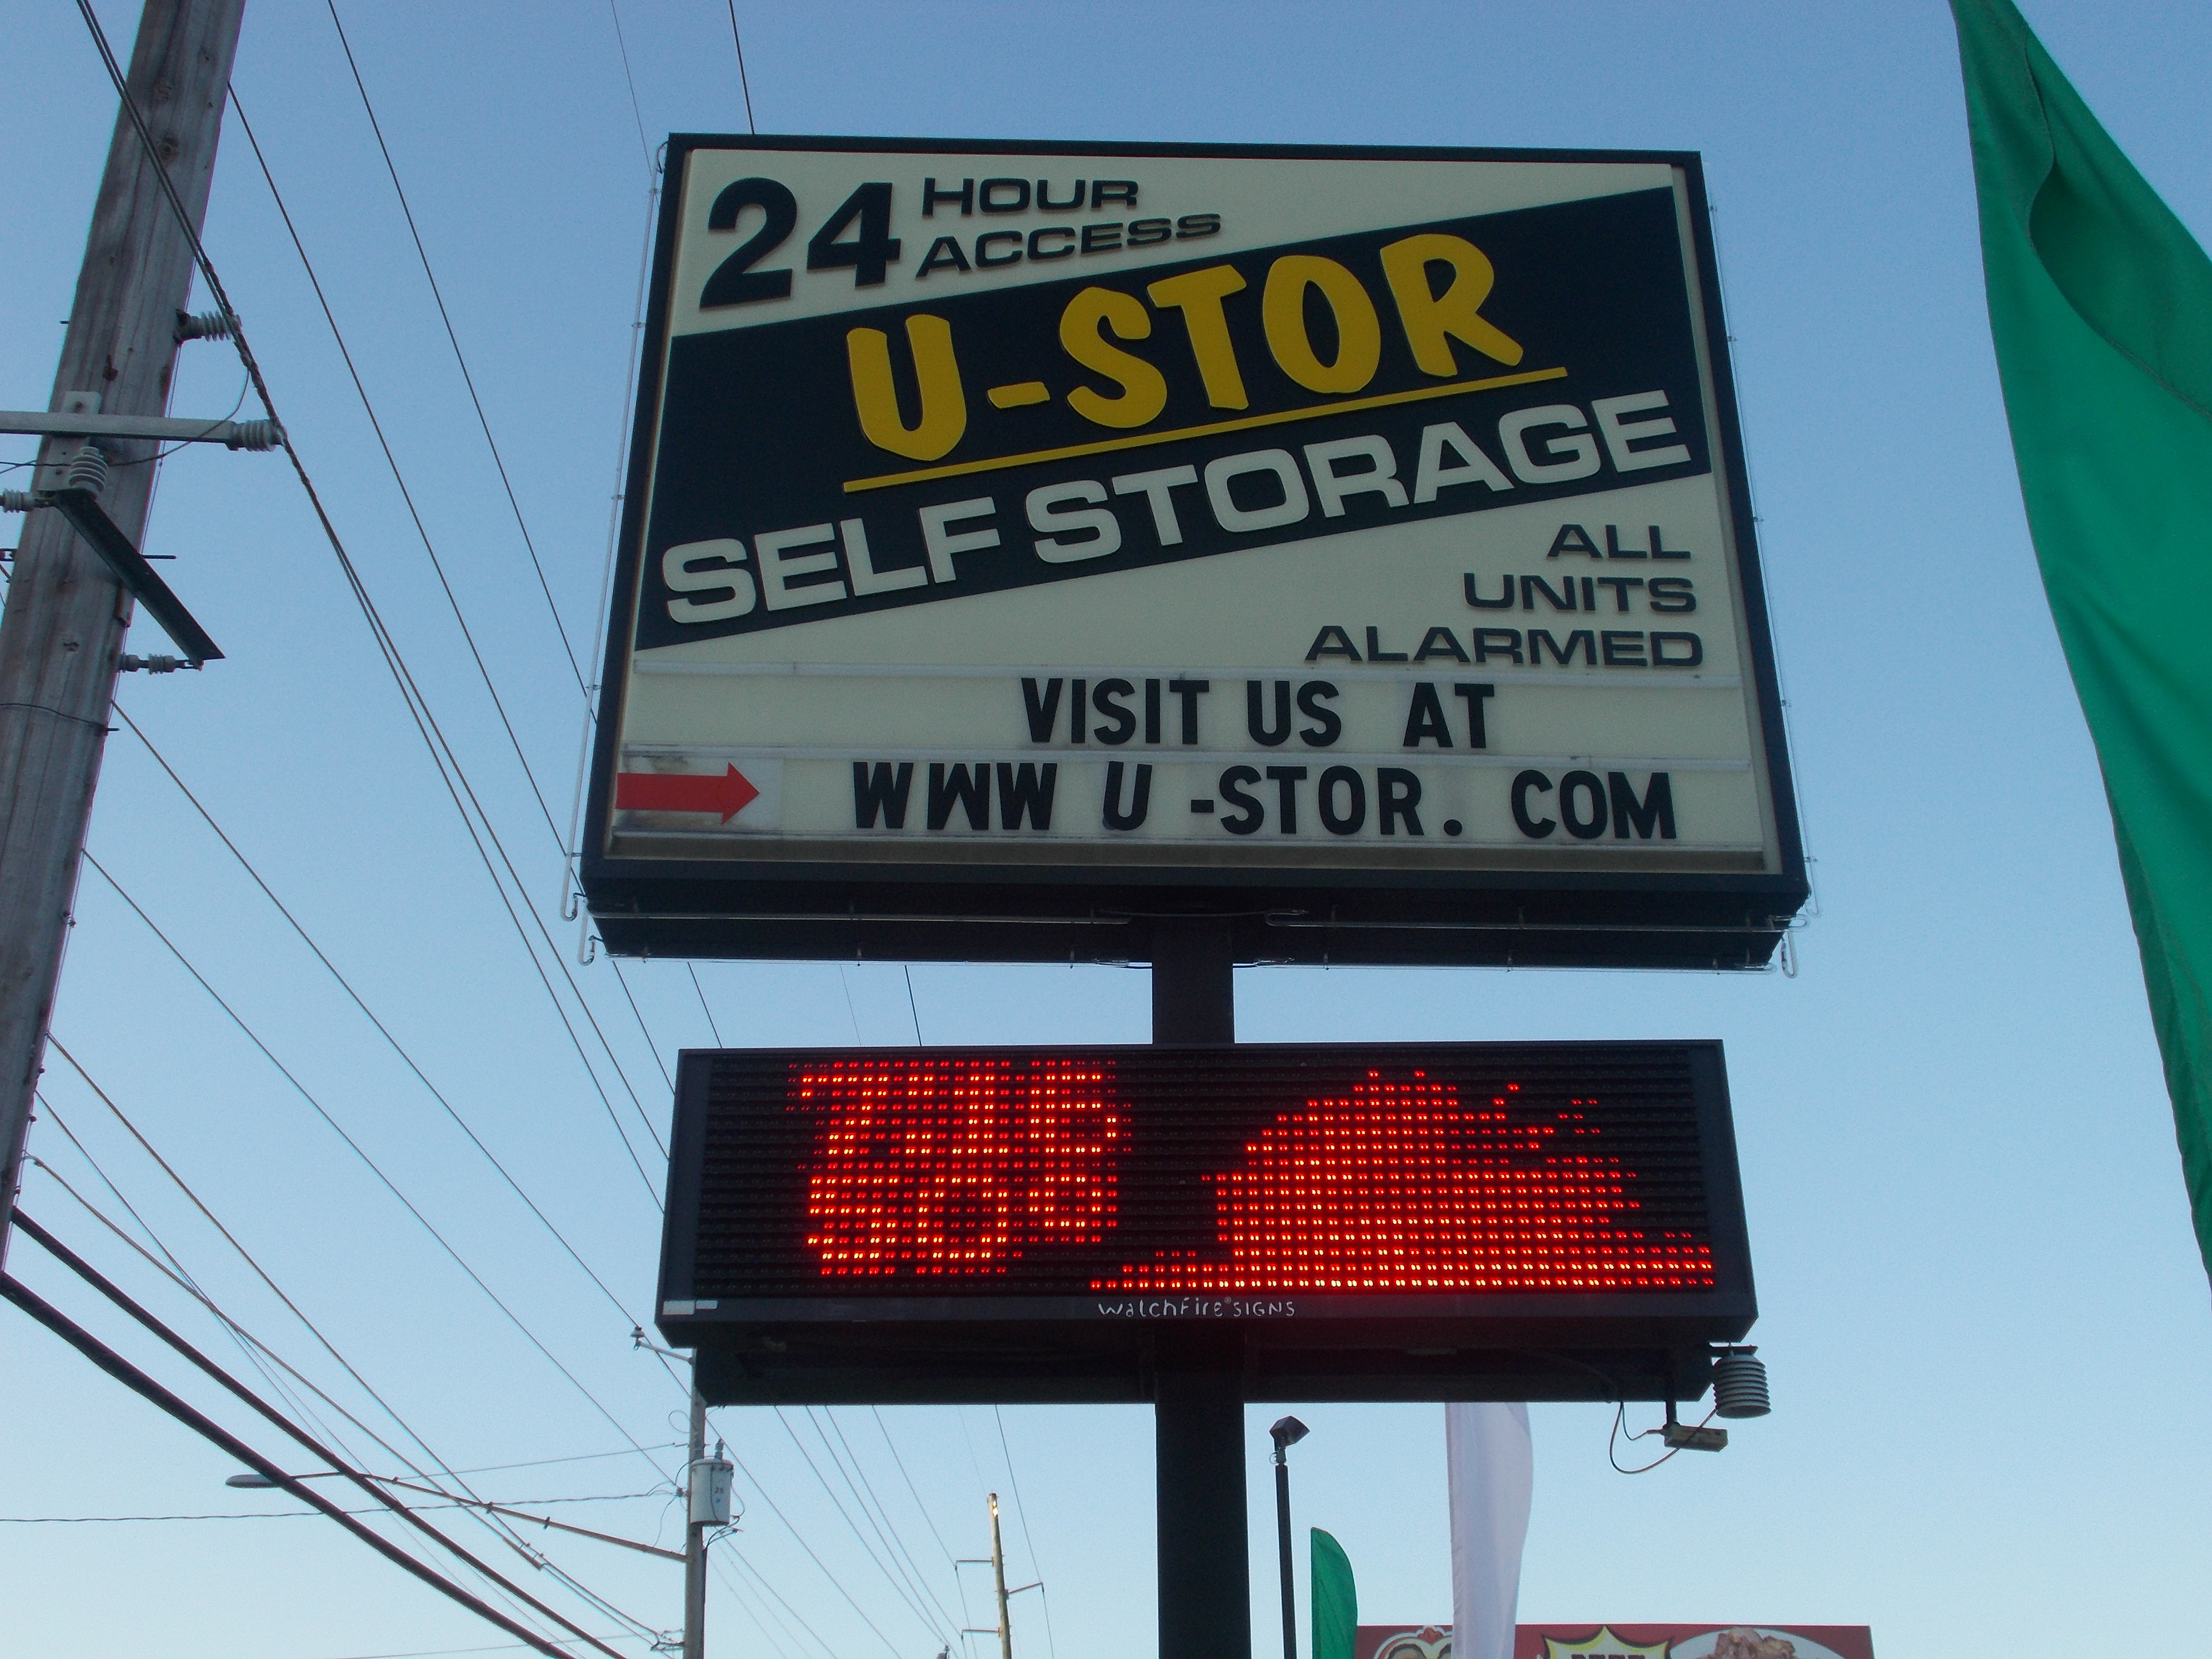 24 HOUR
ACCESS
U-STOR
SELF STORAGE
ALL
UNITS
ALARMED
VISIT US AT
WWW U -STOR. COM
watchfire® SIGNS